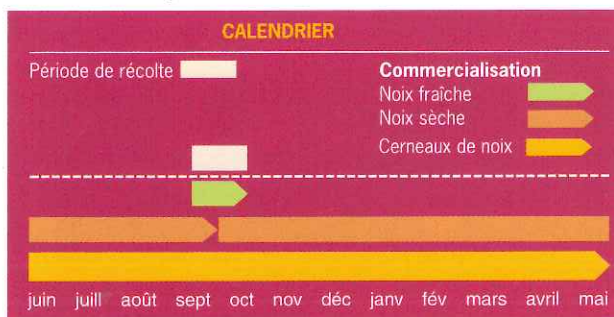 CALENDRIER
Période de récolte
Commercialisation
Noix fraîche
Noix sèche
Cerneaux de noix
juin juill août sept oct nov déc janv fév mars avril mai